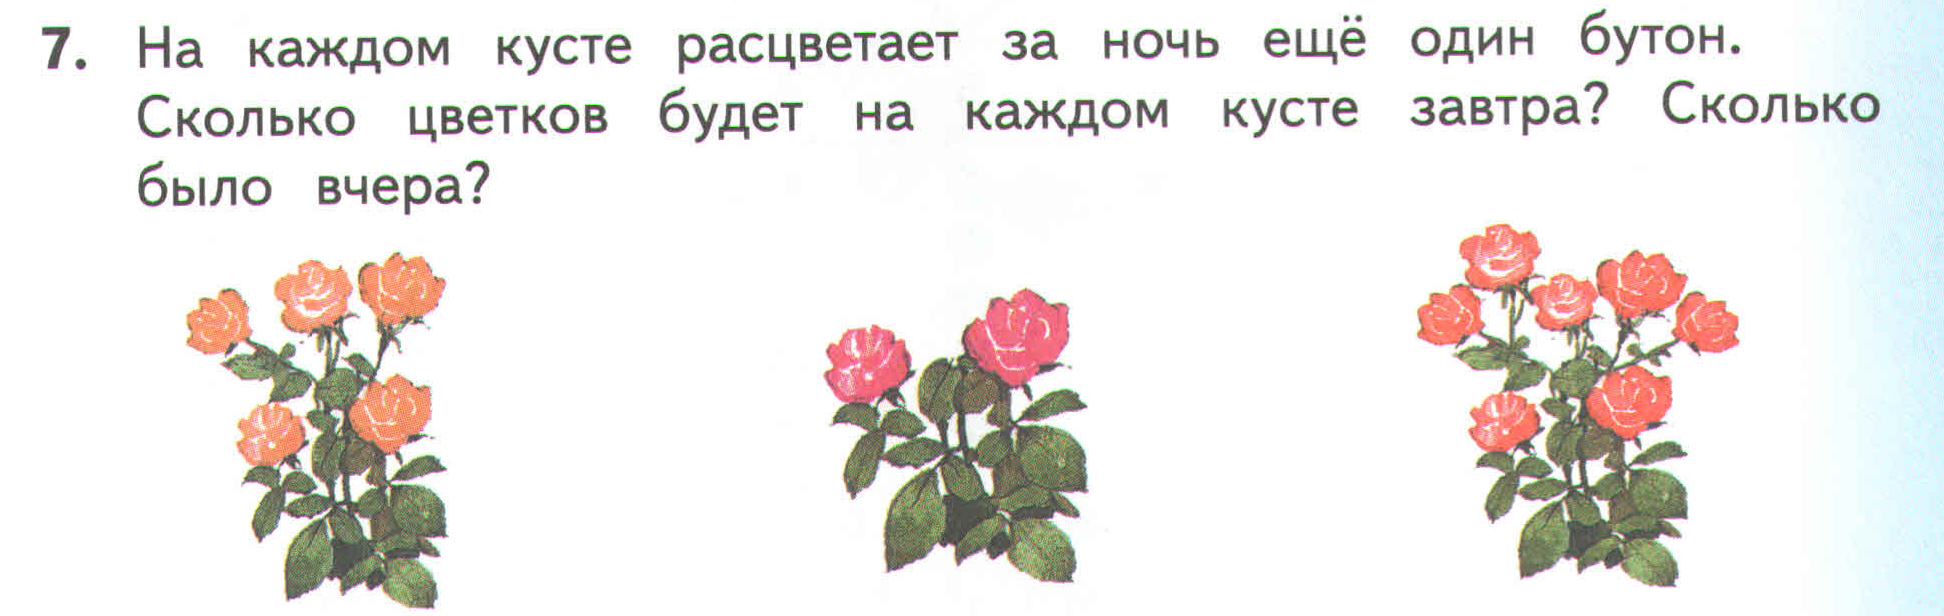 7. На каждом кусте расцветает за ночь ещё один бутон.
Сколько цветков будет на каждом кусте завтра? Сколько
было вчера?